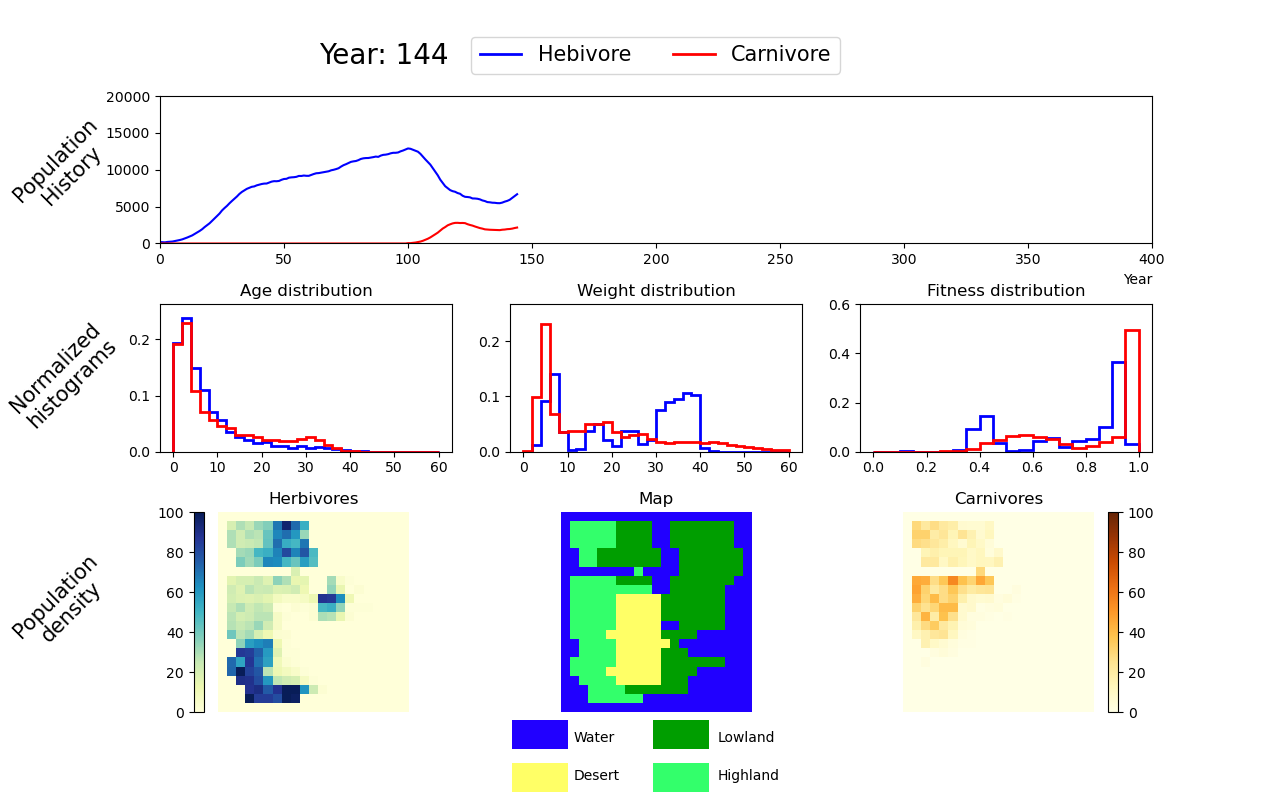 Year: 144
Hebivore
Carnivore
Population
History
20000
15000
10000
5000
0
0 50 100 150 200 250 300 350 400
Year
Normalized
histograms
Age distribution
0.2
0.1
0.0
0 20 40 60
Weight distribution
0.2
0.1
0.0
0 10 20 30 40 50 60
Fitness distribution
0.6
0.4
0.2
0.0
0.0 0.2 0.4 0.6 0.8 1.0
Population
density
Herbivores
100
80
60
40
20
0
Map
Carnivores
100
80
60
40
20
0
Water
Lowland
Desert
Highland